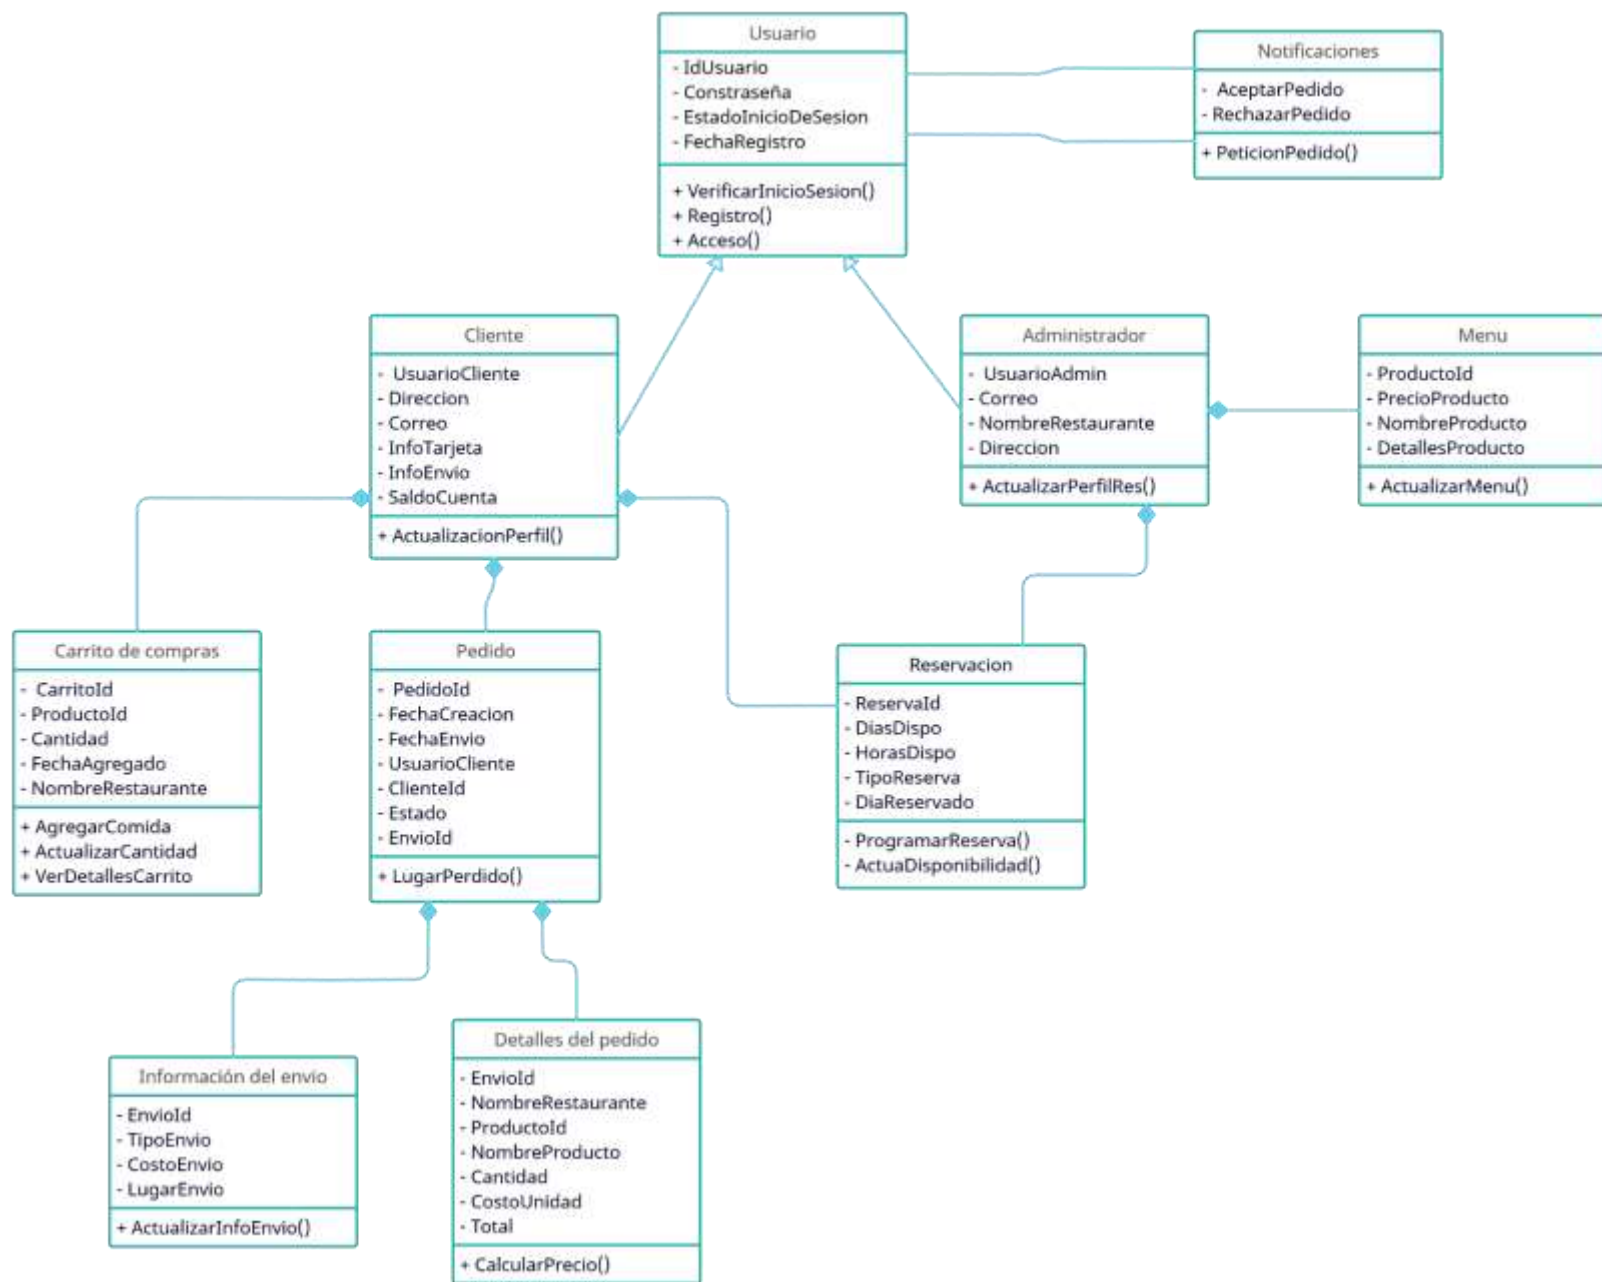 Usuario
- IdUsuario
- Constraseña
- EstadoInicioDeSesion
- FechaRegistro
+ VerificarInicioSesion()
+ Registro()
+ Acceso()
Notificaciones
- AceptarPedido
- RechazarPedido
+ PeticionPedido()
Cliente
- UsuarioCliente
- Direccion
- Correo
- InfoTarjeta
- InfoEnvio
- SaldoCuenta
+ ActualizacionPerfil()
Administrador
- UsuarioAdmin
- Correo
- NombreRestaurante
- Direccion
+ ActualizarPerfilRes()
Menu
- ProductoId
- PrecioProducto
- NombreProducto
- DetallesProducto
+ ActualizarMenu()
Carrito de compras
- CarritoId
- ProductoId
- Cantidad
- FechaAgregado
- NombreRestaurante
+ AgregarComida
+ ActualizarCantidad
+ VerDetallesCarrito
Pedido
- PedidoId
- FechaCreacion
- FechaEnvio
- UsuarioCliente
- ClienteId
- Estado
- EnvioId
+ LugarPerdido()
Reservacion
- ReservaId
- DiasDispo
- HorasDispo
- TipoReserva
- DiaReservado
- ProgramarReserva()
- ActuaDisponibilidad()
Información del envio
- EnvioId
- TipoEnvio
- CostoEnvio
- LugarEnvio
+ ActualizarInfoEnvio()
Detalles del pedido
- EnvioId
- NombreRestaurante
- ProductoId
- NombreProducto
- Cantidad
- CostoUnidad
- Total
+ CalcularPrecio()